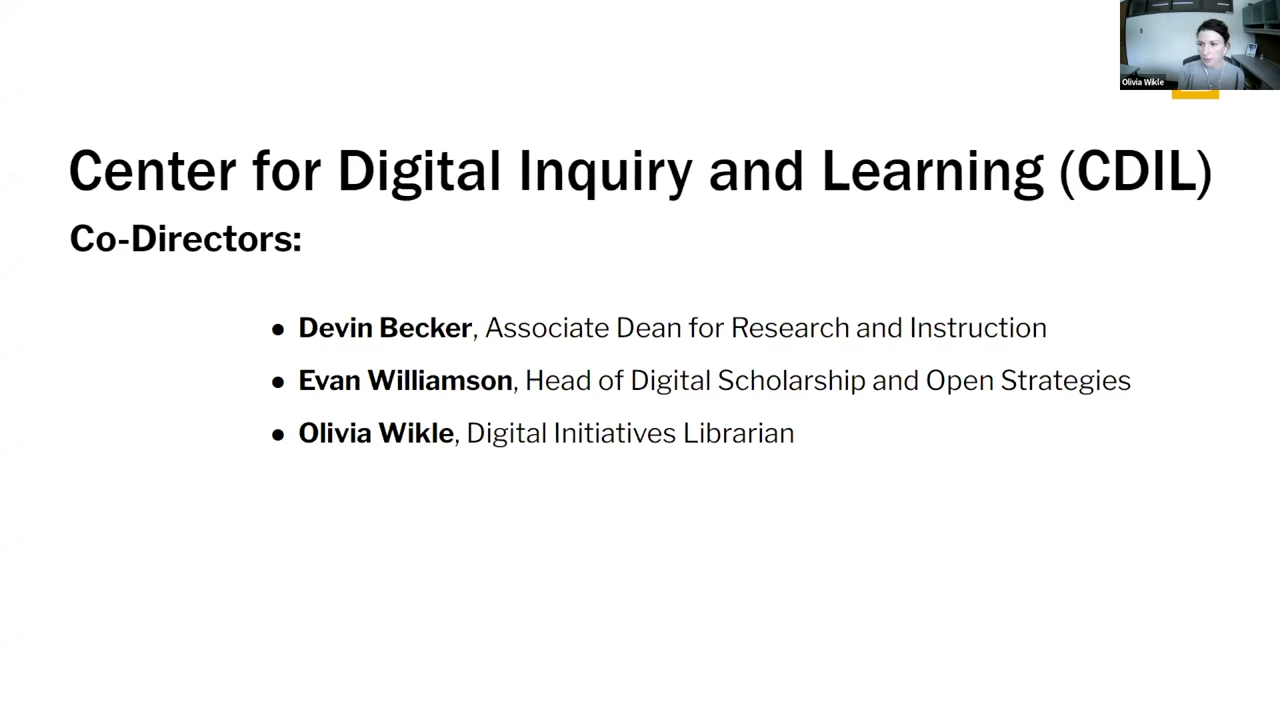 Olivia Wikle
Center for Digital Inquiry and Learning (CDIL)
Co-Directors:
● Devin Becker, Associate Dean for Research and Instruction
● Evan Williamson, Head of Digital Scholarship and Open Strategies
● Olivia Wikle, Digital Initiatives Librarian